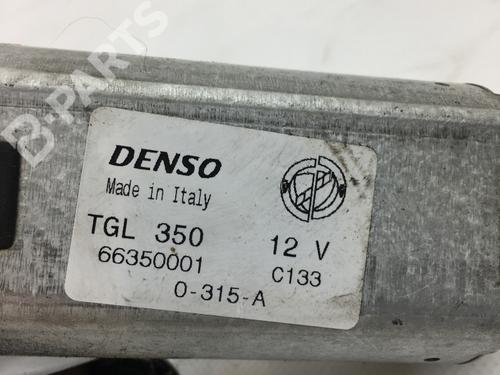 B-PARTS
DENSO
Made in Italy
TGL 350 12 V
66350001 C133
0-315-A